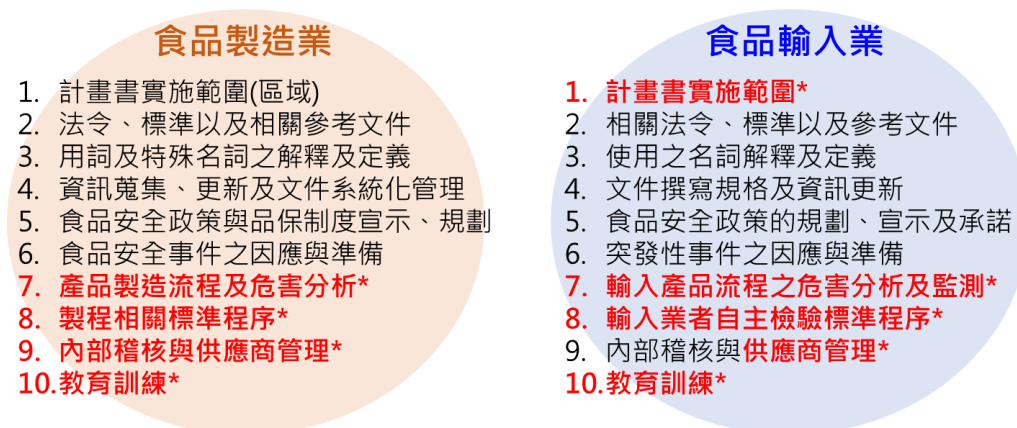 食品製造業
1. 計畫書實施範圍(區域)
2. 法令、標準以及相關參考文件
3. 用詞及特殊名詞之解釋及定義
4. 資訊蒐集、更新及文件系統化管理
5. 食品安全政策與品保制度宣示、規劃
6. 食品安全事件之因應與準備
7. 產品製造流程及危害分析*
8. 製程相關標準程序*
9. 內部稽核與供應商管理*
10.教育訓練*
食品輸入業
1. 計畫書實施範圍*
2. 相關法令、標準以及參考文件
3. 使用之名詞解釋及定義
4. 文件撰寫規格及資訊更新
5. 食品安全政策的規劃、宣示及承諾
6. 突發性事件之因應與準備
7. 輸入產品流程之危害分析及監測*
8. 輸入業者自主檢驗標準程序*
9. 內部稽核與供應商管理*
10.教育訓練*